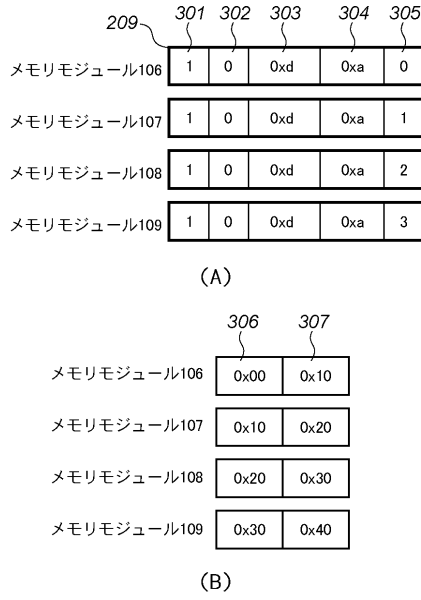 209 301 302 303 304 305
メモリモジュール106 1 0 0xd 0xa 0
メモリモジュール107 1 0 0xd 0xa 1
メモリモジュール108 1 0 0xd 0xa 2
メモリモジュール109 1 0 0xd 0xa 3
(A)
306 307
メモリモジュール106 0x00 0x10
メモリモジュール107 0x10 0x20
メモリモジュール108 0x20 0x30
メモリモジュール109 0x30 0x40
(B)